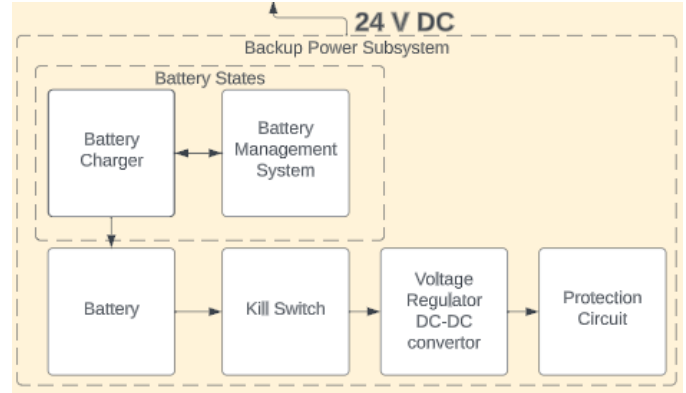 24 V DC
Backup Power Subsystem
Battery States
Battery
Charger
Battery
Management
System
Battery
Kill Switch
Voltage
Regulator
DC-DC
convertor
Protection
Circuit